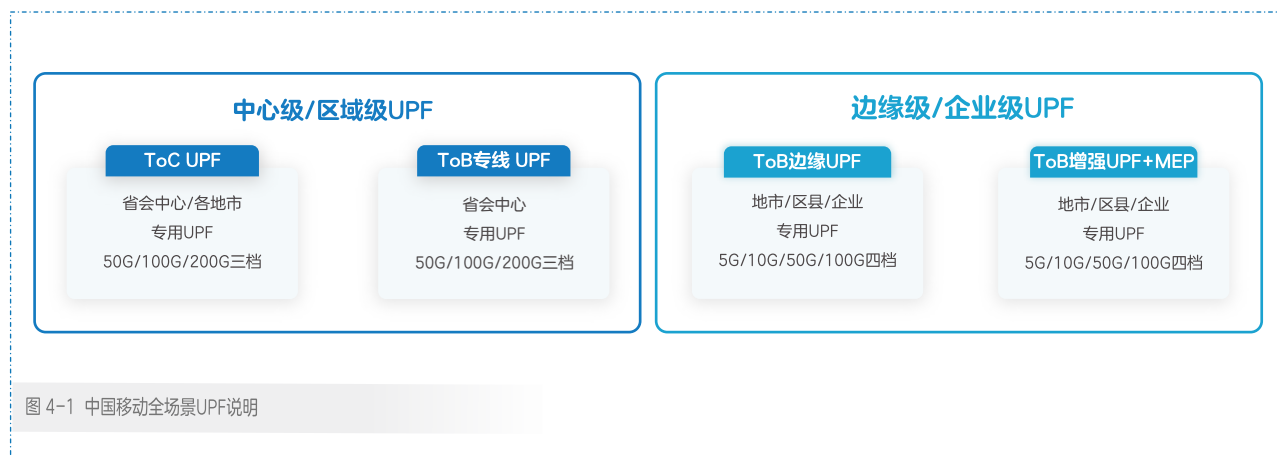 中心级/区域级UPF
ToC UPF
省会中心/各地市
专用UPF
50G/100G/200G三档
ToB专线 UPF
省会中心
专用UPF
50G/100G/200G三档
边缘级/企业级UPF
ToB边缘UPF
地市/区县/企业
专用UPF
5G/10G/50G/100G四档
ToB增强UPF+MEP
地市/区县/企业
专用UPF
5G/10G/50G/100G四档
图 4-1 中国移动全场景UPF说明